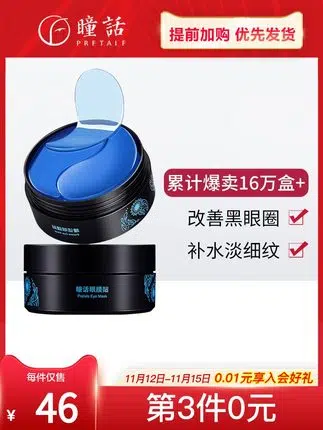 瞳話
PRETAIF
提前加购 优先发货
累计爆卖16万盒+
改善黑眼圈
补水淡细纹
瞳话眼膜贴
Pretaie Eye Mask
每件仅售
11月12日—11月15日 0.01元享入会好礼
¥ 46
第3件0元